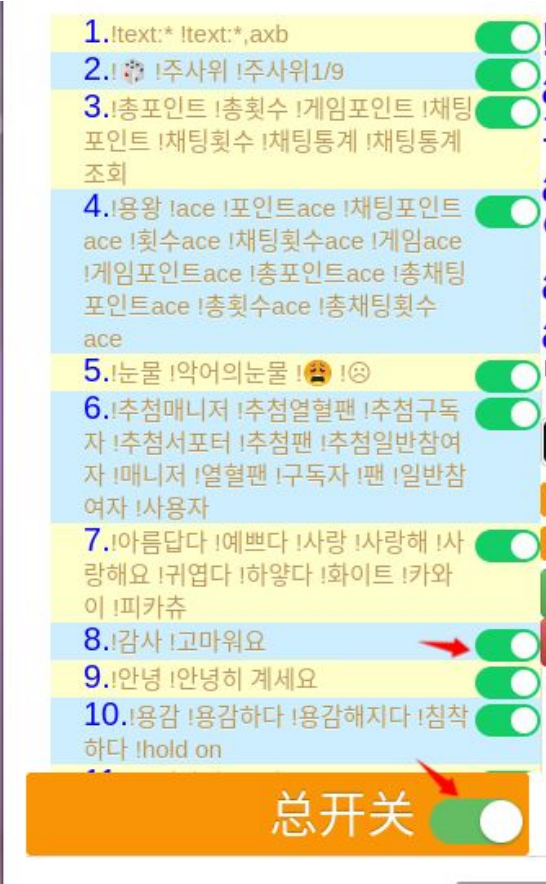 1.!text:* !text:*,axb
2.!🎲 !주사위 !주사위1/9
3.!총포인트 !총횟수 !게임포인트 !채팅
포인트 !채팅횟수 !채팅통계 !채팅통계
조회
4.!용왕 !ace !포인트ace !채팅포인트
ace !횟수ace !채팅횟수ace !게임ace
!게임포인트ace !총포인트ace !총채팅
포인트ace !총횟수ace !총채팅횟수
ace
5.!눈물 !악어의눈물 !😩 !☹
6.!추첨매니저 !추첨열혈팬 !추첨구독
자 !추첨서포터 !추첨팬 !추첨일반참여
자 !매니저 !열혈팬 !구독자 !팬 !일반참
여자 !사용자
7.!아름답다 !예쁘다 !사랑 !사랑해 !사
랑해요 !귀엽다 !하얗다 !화이트 !카와
이 !피카츄
8.!감사 !고마워요
9.!안녕 !안녕히 계세요
10.!용감 !용감하다 !용감해지다 !침착
하다 !hold on
总开关